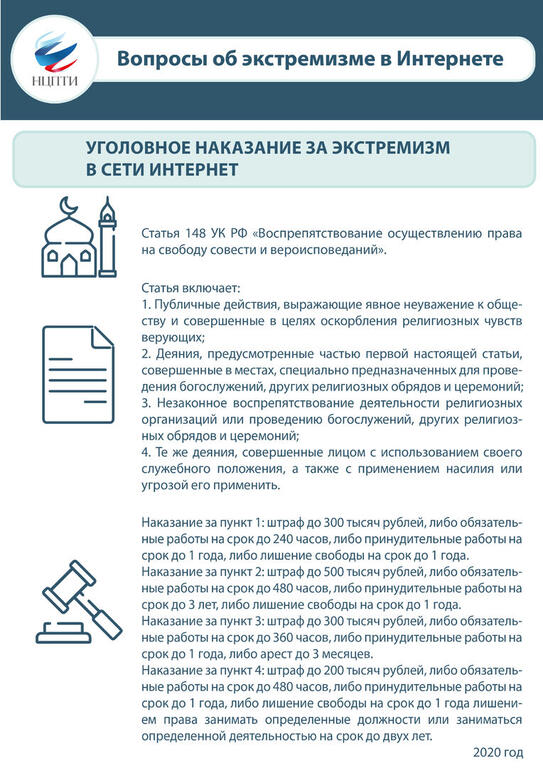 НЦПТИ
Вопросы об экстремизме в Интернете
УГОЛОВНОЕ НАКАЗАНИЕ ЗА ЭКСТРЕМИЗМ
В СЕТИ ИНТЕРНЕТ
Статья 148 УК РФ «Воспрепятствование осуществлению права
на свободу совести и вероисповеданий».
Статья включает:
1. Публичные действия, выражающие явное неуважение к обще-
ству и совершенные в целях оскорбления религиозных чувств
верующих;
2. Деяния, предусмотренные частью первой настоящей статьи,
совершенные в местах, специально предназначенных для прове-
дения богослужений, других религиозных обрядов и церемоний;
3. Незаконное воспрепятствование деятельности религиозных
организаций или проведению богослужений, других религиоз-
ных обрядов и церемоний;
4. Те же деяния, совершенные лицом с использованием своего
служебного положения, а также с применением насилия или
угрозой его применить.
Наказание за пункт 1: штраф до 300 тысяч рублей, либо обязатель-
ные работы на срок до 240 часов, либо принудительные работы на
срок до 1 года, либо лишение свободы на срок до 1 года.
Наказание за пункт 2: штраф до 500 тысяч рублей, либо обязатель-
ные работы на срок до 480 часов, либо принудительные работы на
срок до 3 лет, либо лишение свободы на срок до 1 года.
Наказание за пункт 3: штраф до 300 тысяч рублей, либо обязатель-
ные работы на срок до 360 часов, либо принудительные работы на
срок до 1 года, либо арест до 3 месяцев.
Наказание за пункт 4: штраф до 200 тысяч рублей, либо обязатель-
ные работы на срок до 480 часов, либо принудительные работы на
срок до 1 года, либо лишение свободы на срок до 1 года лишени-
ем права занимать определенные должности или заниматься
определенной деятельностью на срок до двух лет.
2020 год